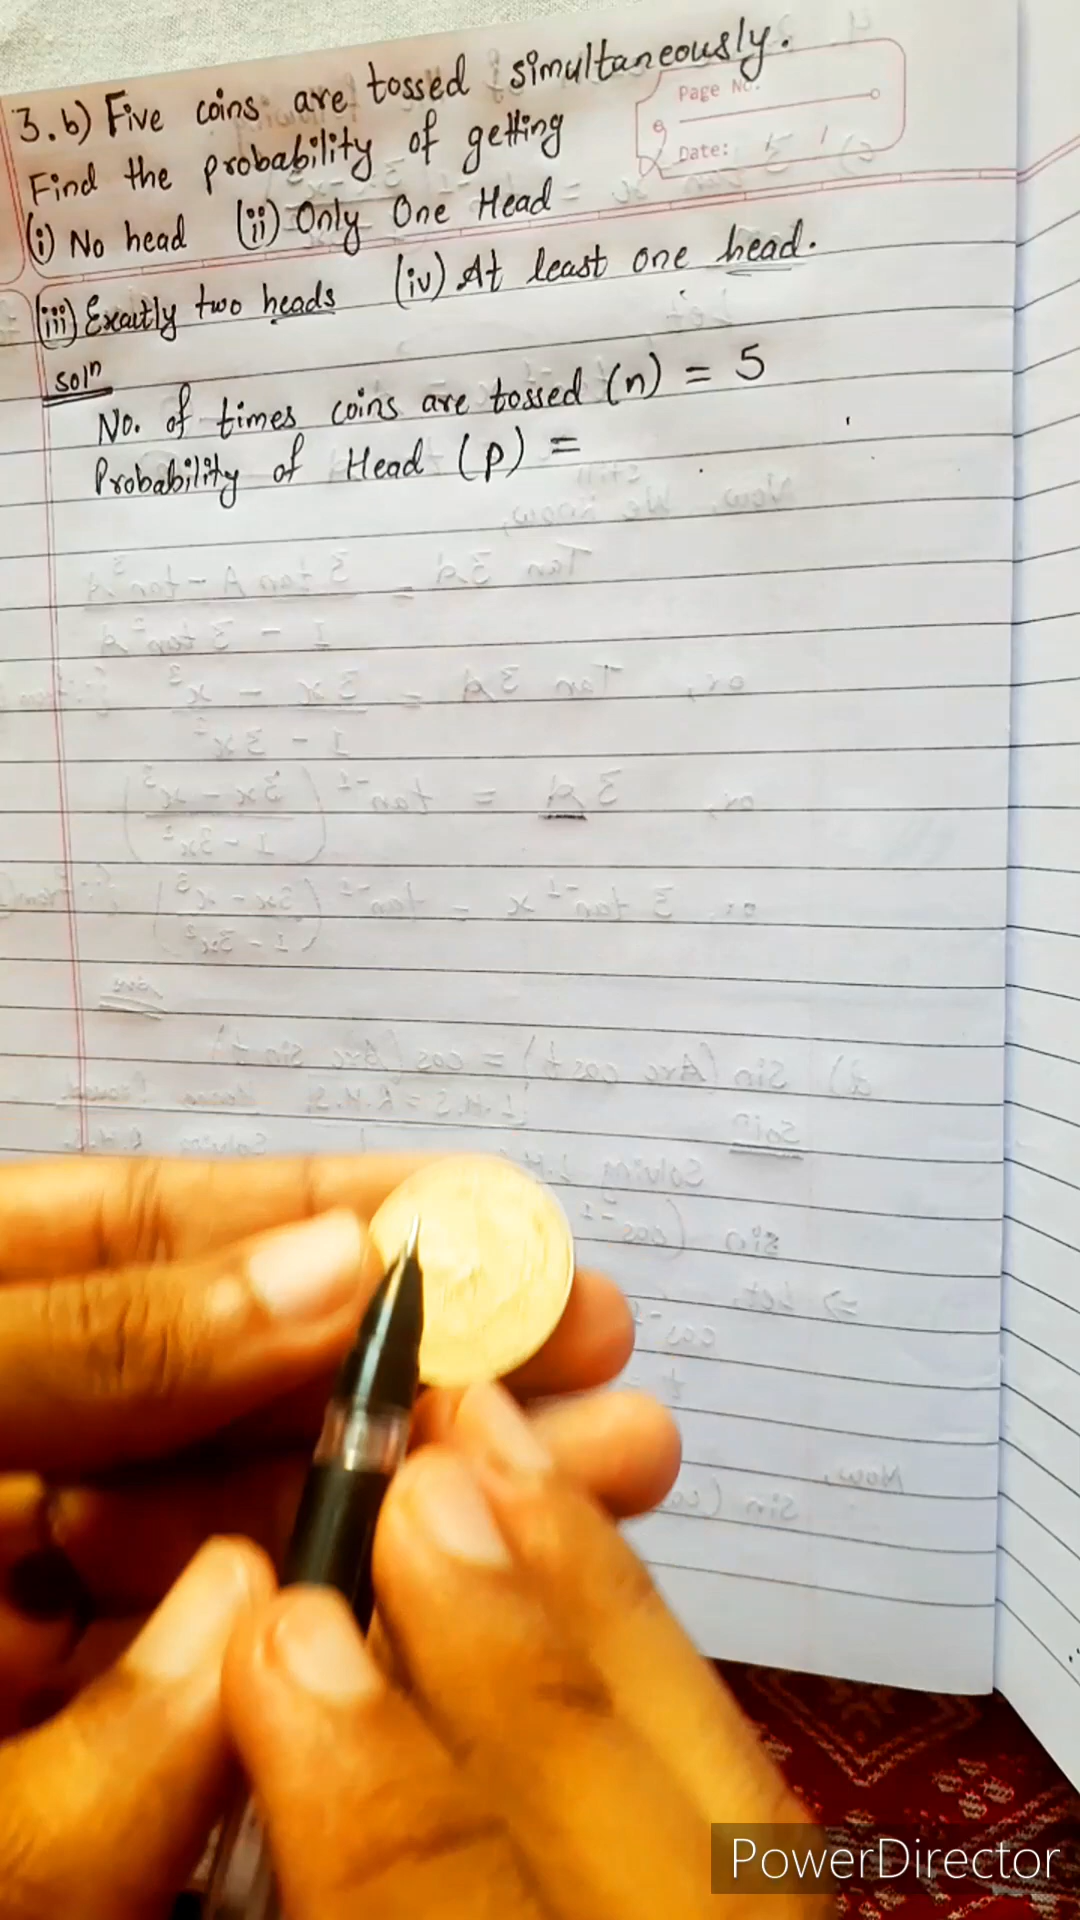 3.b) Five coins are tossed simultaneously.
Page No.
Find the probability of getting
Date:
(i) No head (ii) Only One Head
(iii) Exactly two heads (iv) At least one head.
Solⁿ
No. of times coins are tossed (n) = 5
Probability of Head (p) =
PowerDirector